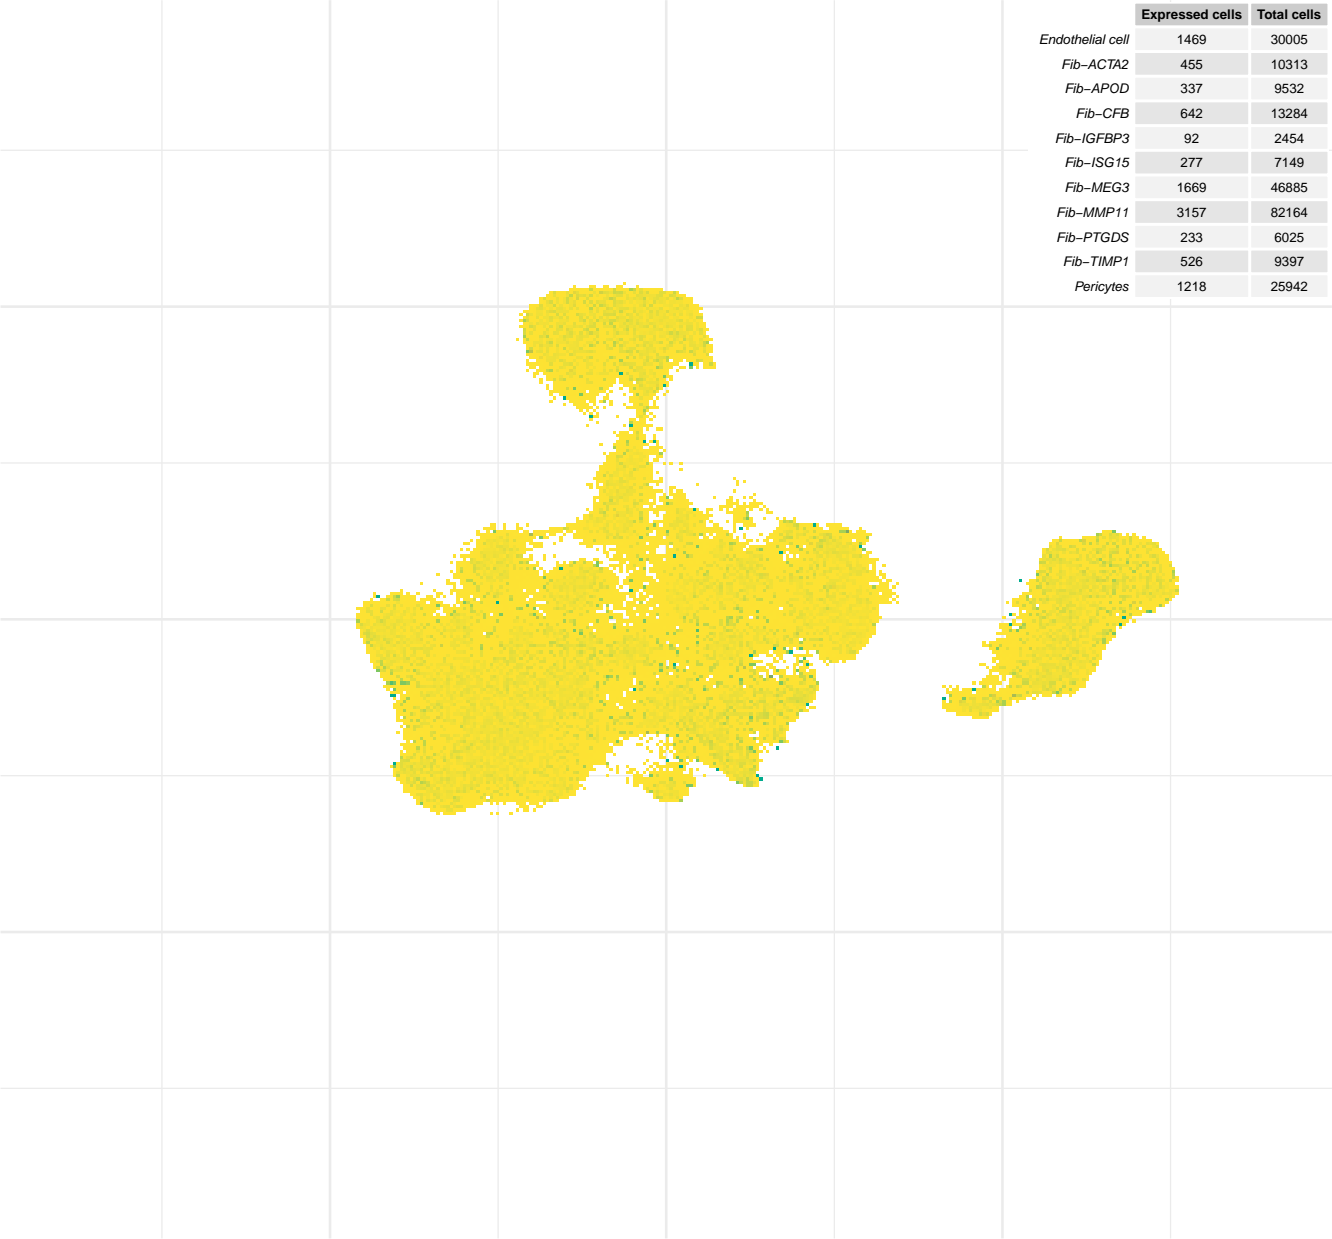 Expressed cells Total cells
Endothelial cell 1469 30005
Fib−ACTA2 455 10313
Fib−APOD 337 9532
Fib−CFB 642 13284
Fib−IGFBP3 92 2454
Fib−ISG15 277 7149
Fib−MEG3 1669 46885
Fib−MMP11 3157 82164
Fib−PTGDS 233 6025
Fib−TIMP1 526 9397
Pericytes 1218 25942